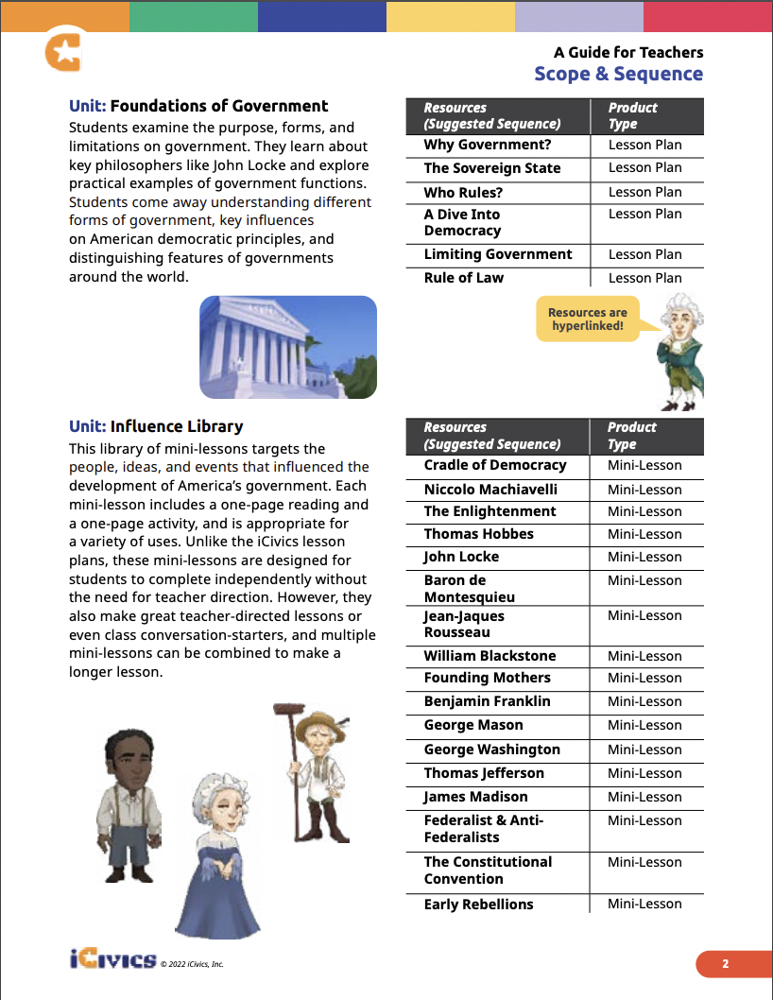 A Guide for Teachers
Scope & Sequence
Unit: Foundations of Government
Students examine the purpose, forms, and
limitations on government. They learn about
key philosophers like John Locke and explore
practical examples of government functions.
Students come away understanding different
forms of government, key influences
on American democratic principles, and
distinguishing features of governments
around the world.
Resources
(Suggested Sequence)
Product
Type
Why Government?
Lesson Plan
The Sovereign State
Lesson Plan
Who Rules?
Lesson Plan
A Dive Into
Democracy
Lesson Plan
Limiting Government
Lesson Plan
Rule of Law
Lesson Plan
Resources are
hyperlinked!
Unit: Influence Library
This library of mini-lessons targets the
people, ideas, and events that influenced the
development of America's government. Each
mini-lesson includes a one-page reading and
a one-page activity, and is appropriate for
a variety of uses. Unlike the iCivics lesson
plans, these mini-lessons are designed for
students to complete independently without
the need for teacher direction. However, they
also make great teacher-directed lessons or
even class conversation-starters, and multiple
mini-lessons can be combined to make a
longer lesson.
Resources
(Suggested Sequence)
Product
Type
Cradle of Democracy
Mini-Lesson
Niccolo Machiavelli
Mini-Lesson
The Enlightenment
Mini-Lesson
Thomas Hobbes
Mini-Lesson
John Locke
Mini-Lesson
Baron de
Montesquieu
Mini-Lesson
Jean-Jaques
Rousseau
Mini-Lesson
William Blackstone
Mini-Lesson
Founding Mothers
Mini-Lesson
Benjamin Franklin
Mini-Lesson
George Mason
Mini-Lesson
George Washington
Mini-Lesson
Thomas Jefferson
Mini-Lesson
James Madison
Mini-Lesson
Federalist & Anti-
Federalists
Mini-Lesson
The Constitutional
Convention
Mini-Lesson
Early Rebellions
Mini-Lesson
iCivics © 2022 iCivics, Inc.
2